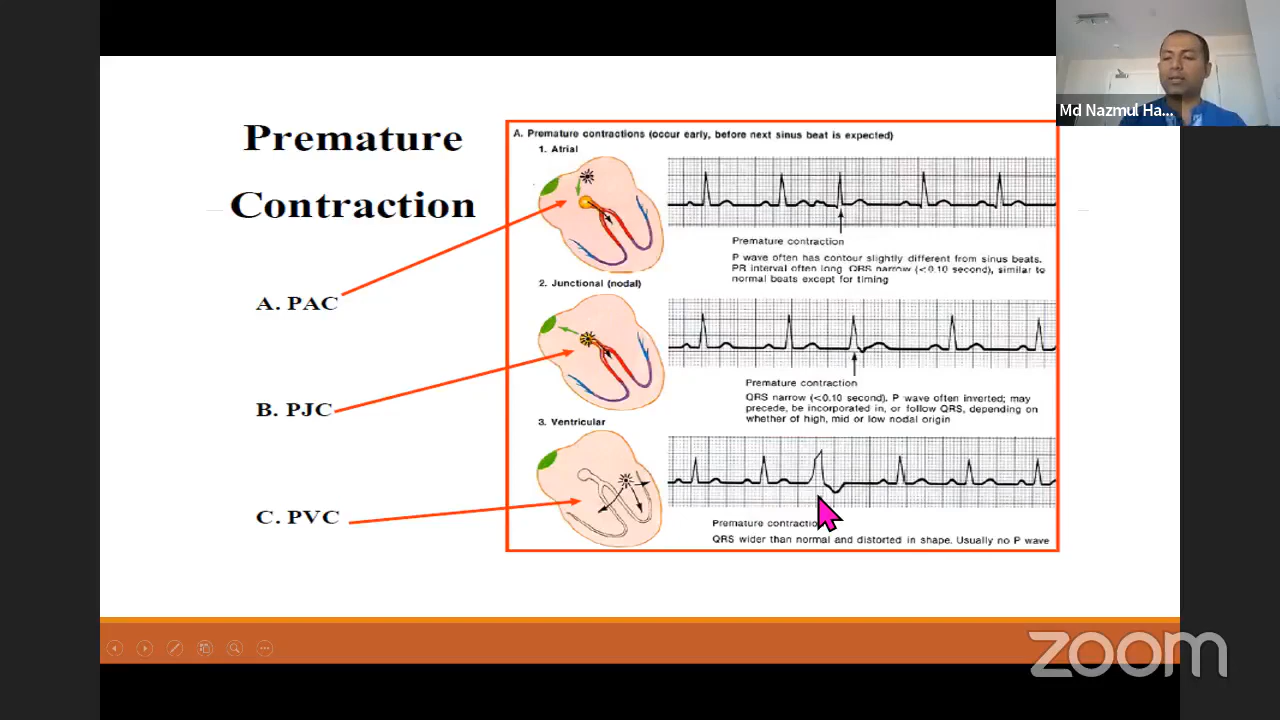 Premature
Contraction
A. PAC
B. PJC
C. PVC
A. Premature contractions (occur early, before next sinus beat is expected)
1. Atrial
Premature contraction
P wave often has contour slightly different from sinus beats.
PR interval often long. QRS narrow (<0.10 second), similar to
normal beats except for timing
2. Junctional (nodal)
Premature contraction
QRS narrow (<0.10 second). P wave often inverted; may
precede, be incorporated in, or follow QRS, depending on
whether of high, mid or low nodal origin
3. Ventricular
Premature contraction
QRS wider than normal and distorted in shape. Usually no P wave
Md Nazmul Ha...
zoom